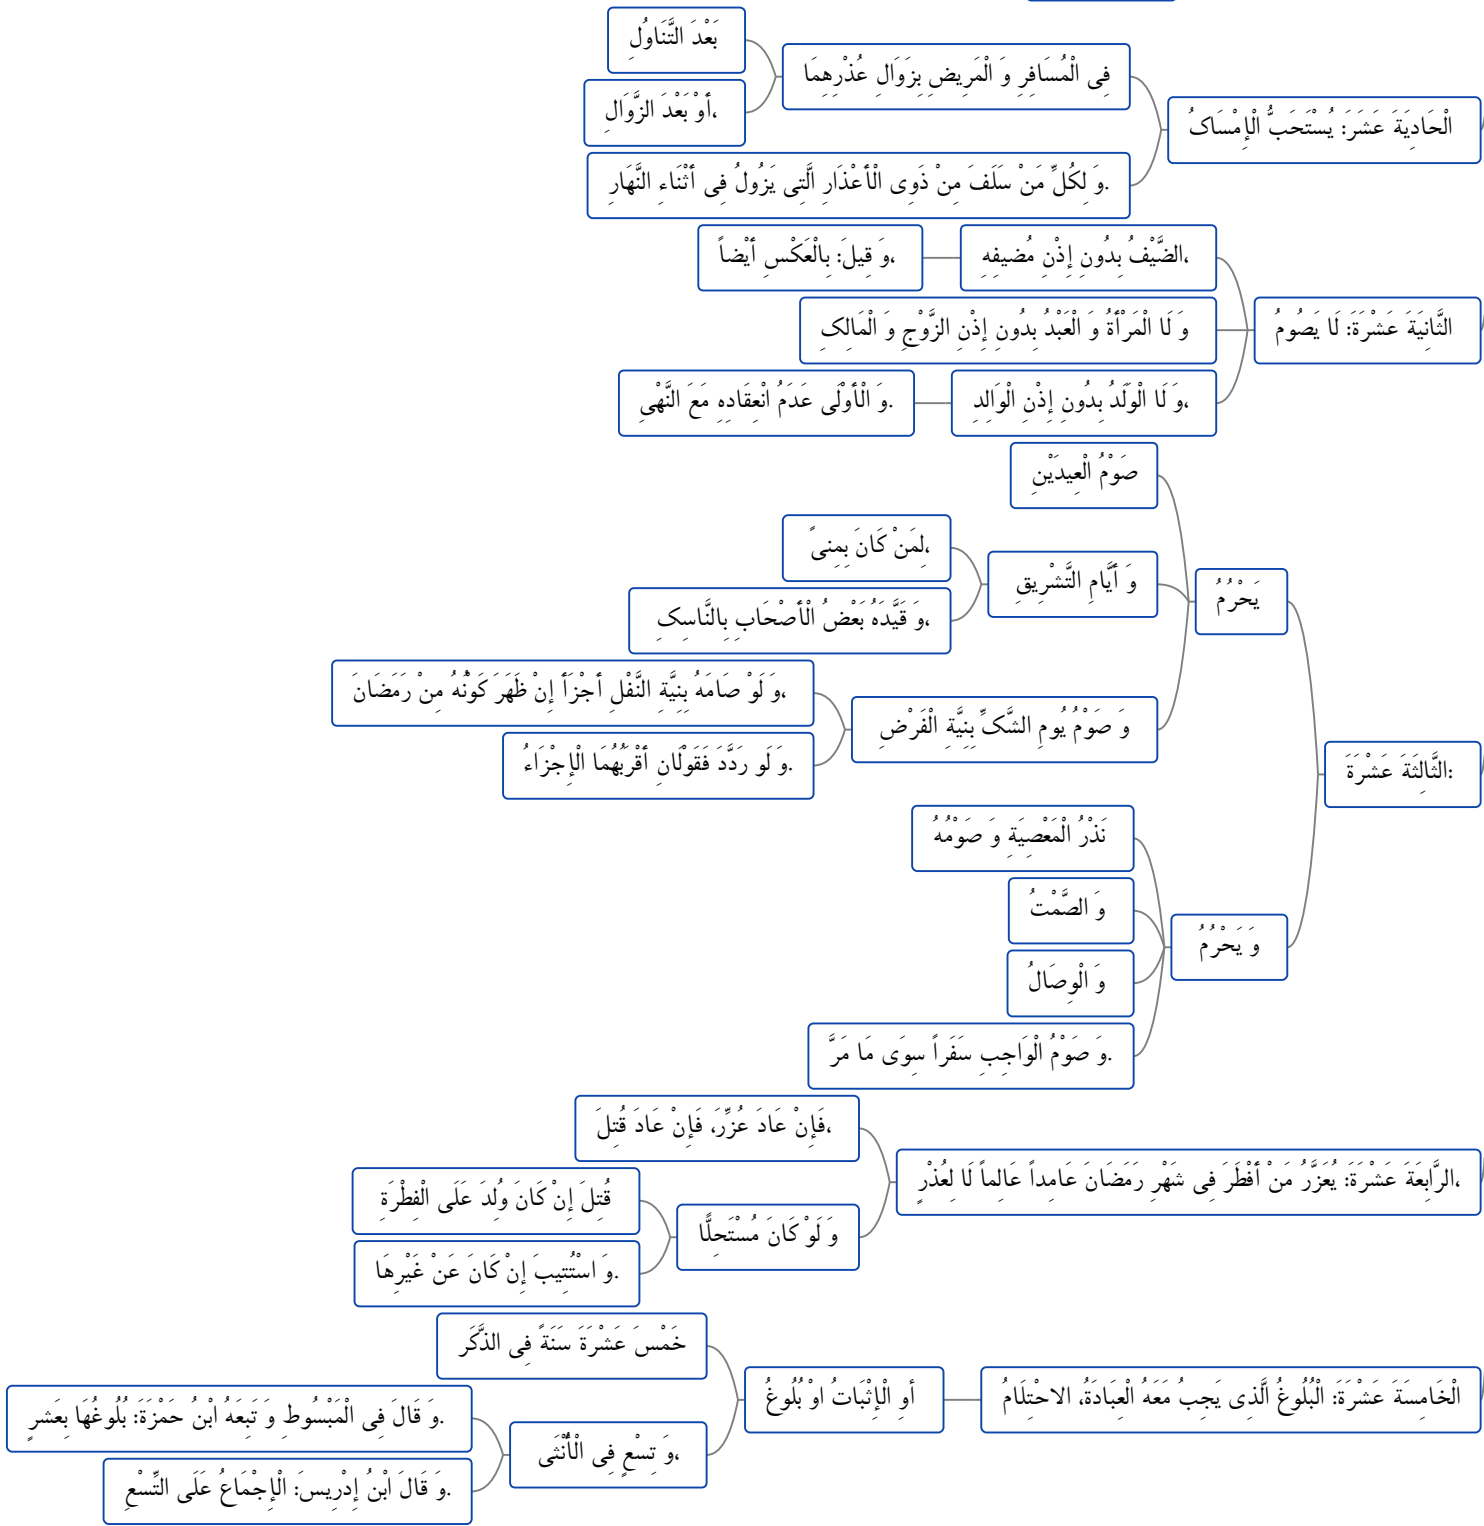 الْحَادِيَةَ عَشَرَ: يُسْتَحَبُّ الْإِمْسَاکُ
فِی الْمُسَافِرِ وَ الْمَرِیضِ بِزَوَالِ عُذْرِهِمَا
بَعْدَ التَّنَاوُلِ
أَوْ بَعْدَ الزَّوَالِ،
وَ لِکُلِّ مَنْ سَلَفَ مِنْ ذَوِی الْأَعْذَارِ الَّتِی یَزُولُ فِی أَثْنَاءِ النَّهَارِ.
الثَّانِیَةَ عَشْرَةَ: لَا یَصُومُ
الضَّیْفُ بِدُونِ إِذْنِ مُضِیفِهِ،
وَ قِیلَ: بِالْعَکْسِ أَیْضاً،
وَ لَا الْمَرْأَةُ وَ الْعَبْدُ بِدُونِ إِذْنِ الزَّوْجِ وَ الْمَالِکِ
وَ لَا الْوَلَدُ بِدُونِ إِذْنِ الْوَالِدِ،
وَ الْأَوْلَی عَدَمُ انْعِقَادِهِ مَعَ النَّهْیِ.
الثَّالِثَةَ عَشْرَةَ:
یَحْرُمُ
صَوْمُ الْعِیدَیْنِ
وَ أَیَّامِ التَّشْرِیقِ
لِمَنْ کَانَ بِمِنیً،
وَ قَیَّدَهُ بَعْضُ الْأَصْحَابِ بِالنَّاسِکِ،
وَ صَوْمُ یُومِ الشَّکِّ بِنِیَّةِ الْفَرْضِ
وَ لَوْ صَامَهُ بِنِیَّةِ النَّفْلِ أَجْزَأَ إِنْ ظَهَرَ کَوْنُهُ مِنْ رَمَضَانَ،
وَ لَو رَدَّدَ فَقَوْلَانِ أَقْرَبُهُمَا الْإِجْزَاءُ.
وَ یَحْرُمُ
نَذْرُ الْمَعْصِیَةِ وَ صَوْمُهُ
وَ الصَّمْتُ
وَ الْوِصَالُ
وَ صَوْمُ الْوَاجِبِ سَفَراً سِوَی مَا مَرَّ.
الرَّابِعَةَ عَشْرَةَ: یُعَزَّرُ مَنْ أَفْطَرَ فِی شَهْرِ رَمَضَانَ عَامِداً عَالِماً لَا لِعُذْرٍ،
فَإِنْ عَادَ عُزِّرَ، فَإِنْ عَادَ قُتِلَ،
وَ لَوْ کَانَ مُسْتَحِلًّا
قُتِلَ إِنْ کَانَ وُلِدَ عَلَی الْفِطْرَةِ
وَ اسْتُتِیبَ إِنْ کَانَ عَنْ غَیْرِهَا.
الْخَامِسَةَ عَشْرَةَ: الْبُلُوغُ الَّذِی یَجِبُ مَعَهُ الْعِبَادَةُ، الاحْتِلَامُ
أَوِ الْإِثْبَاتُ اوْ بُلُوغُ
خَمْسَ عَشْرَةَ سَنَةً فِی الذَّکَر
وَ تِسْعٍ فِی الْأُنْثَی،
وَ قَالَ فِی الْمَبْسُوطِ وَ تَبِعَهُ ابْنُ حَمْزَةَ: بُلُوغُهَا بِعَشرٍ.
وَ قَالَ ابْنُ إِدْرِیسَ: الْإِجْمَاعُ عَلَی التِّسْعِ.